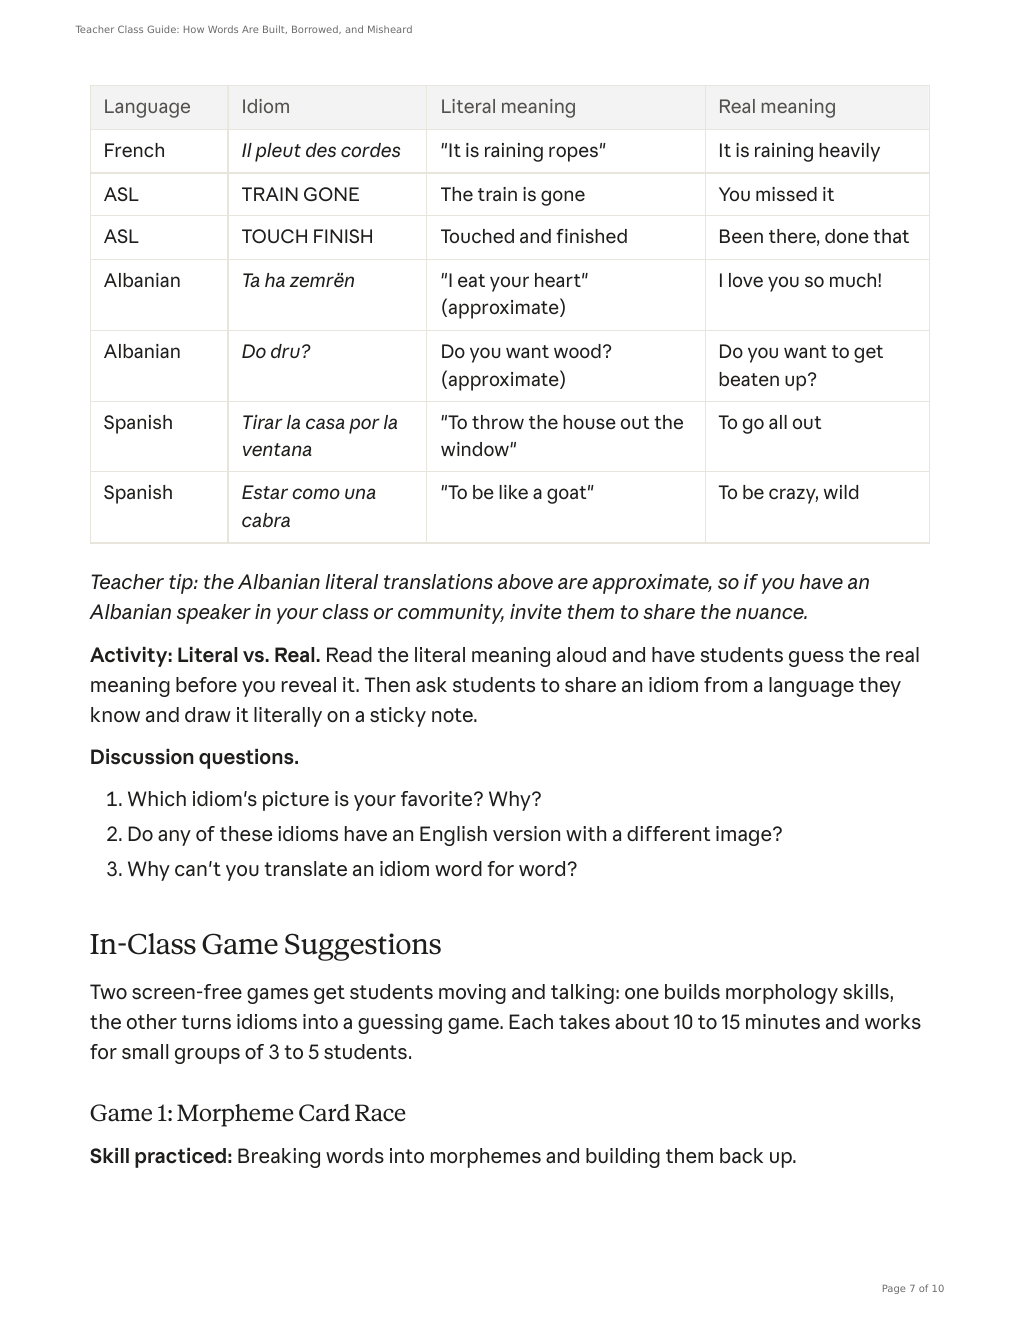 Teacher Class Guide: How Words Are Built, Borrowed, and Misheard
Language Idiom Literal meaning Real meaning
French Il pleut des cordes "It is raining ropes" It is raining heavily
ASL TRAIN GONE The train is gone You missed it
ASL TOUCH FINISH Touched and finished Been there, done that
Albanian Ta ha zemrën "I eat your heart" I love you so much!
(approximate)
Albanian Do dru? Do you want wood? Do you want to get
(approximate) beaten up?
Spanish Tirar la casa por la "To throw the house out the To go all out
ventana window"
Spanish Estar como una "To be like a goat" To be crazy, wild
cabra
Teacher tip: the Albanian literal translations above are approximate, so if you have an
Albanian speaker in your class or community, invite them to share the nuance.
Activity: Literal vs. Real. Read the literal meaning aloud and have students guess the real
meaning before you reveal it. Then ask students to share an idiom from a language they
know and draw it literally on a sticky note.
Discussion questions.
1. Which idiom's picture is your favorite? Why?
2. Do any of these idioms have an English version with a different image?
3. Why can't you translate an idiom word for word?
In-Class Game Suggestions
Two screen-free games get students moving and talking: one builds morphology skills,
the other turns idioms into a guessing game. Each takes about 10 to 15 minutes and works
for small groups of 3 to 5 students.
Game 1: Morpheme Card Race
Skill practiced: Breaking words into morphemes and building them back up.
Page 7 of 10